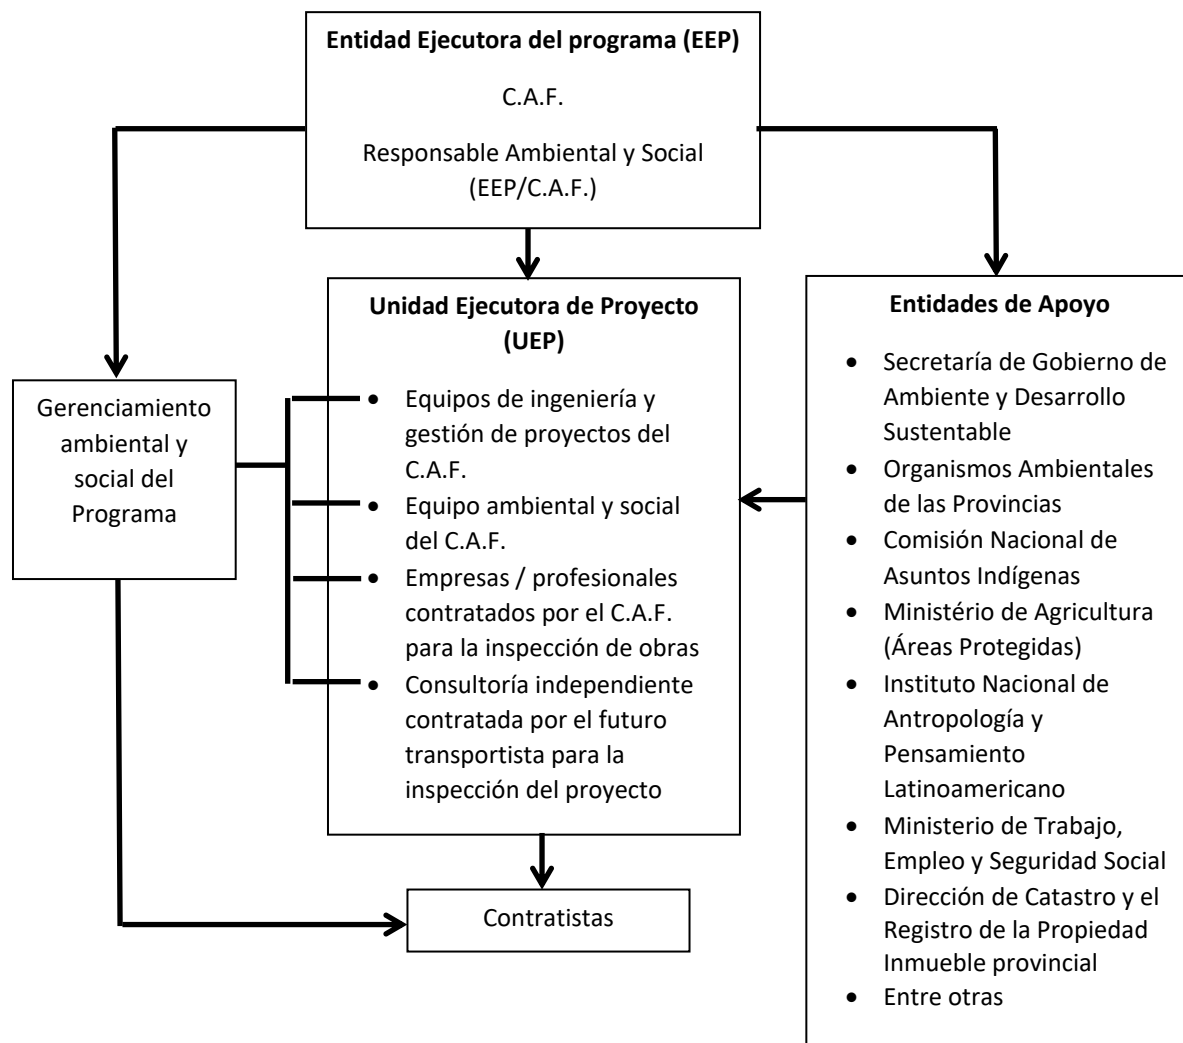 Entidad Ejecutora del programa (EEP)
C.A.F.
Responsable Ambiental y Social
(EEP/C.A.F.)
Gerenciamiento
ambiental y
social del
Programa
Unidad Ejecutora de Proyecto
(UEP)
• Equipos de ingeniería y
gestión de proyectos del
C.A.F.
• Equipo ambiental y social
del C.A.F.
• Empresas / profesionales
contratados por el C.A.F.
para la inspección de obras
• Consultoría independiente
contratada por el futuro
transportista para la
inspección del proyecto
Contratistas
Entidades de Apoyo
• Secretaría de Gobierno de
Ambiente y Desarrollo
Sustentable
• Organismos Ambientales
de las Provincias
• Comisión Nacional de
Asuntos Indígenas
• Ministério de Agricultura
(Áreas Protegidas)
• Instituto Nacional de
Antropología y
Pensamiento
Latinoamericano
• Ministerio de Trabajo,
Empleo y Seguridad Social
• Dirección de Catastro y el
Registro de la Propiedad
Inmueble provincial
• Entre otras